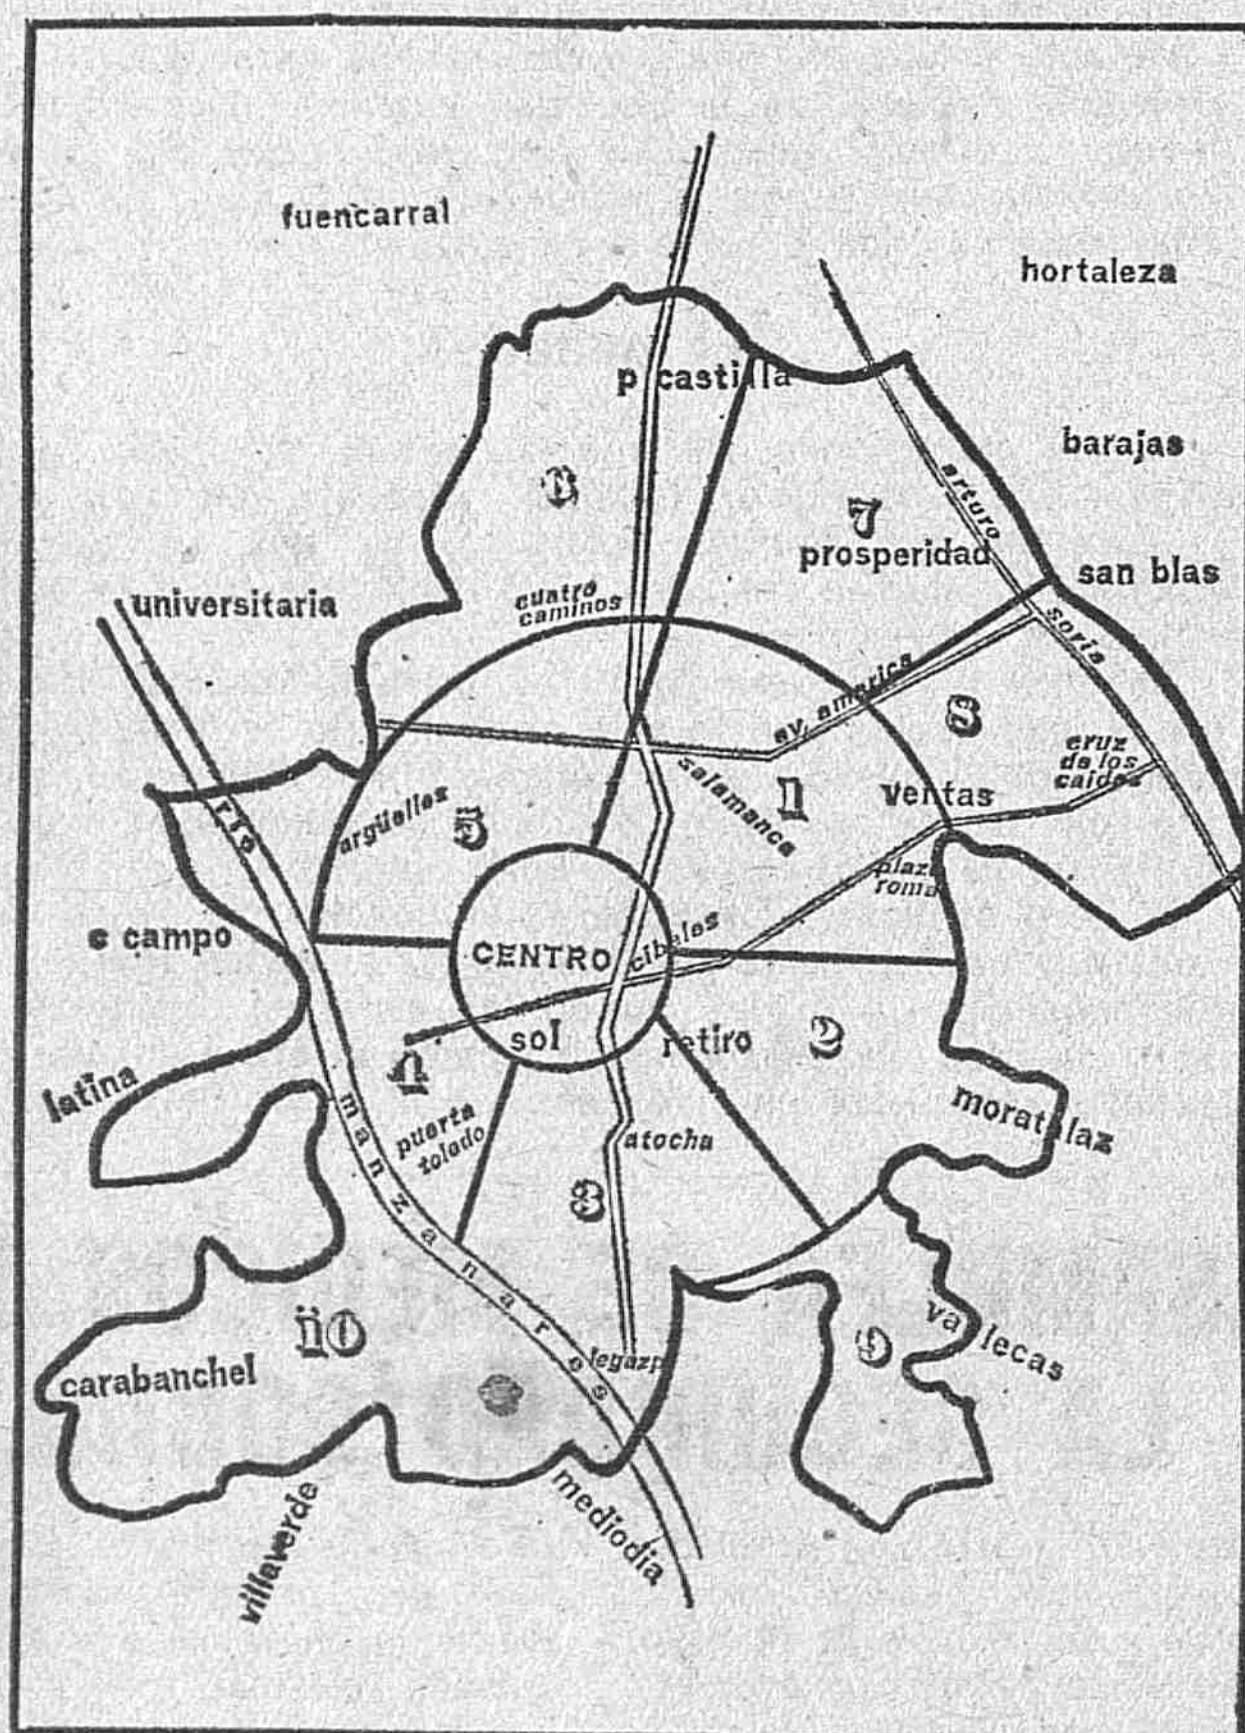 fuencarral
hortaleza
p castilla
barajas
6
7
arturo
prosperidad
san blas
universitaria
cuatro
caminos
soria
av. america
8
cruz
de los
caidos
salamanca
1
ventas
argüelles
5
rio
plaza
roma
c campo
CENTRO
cibeles
sol
retiro
2
4
latina
moratalaz
puerta
toledo
manzanares
atocha
3
10
vallecas
9
carabanchel
legazpi
villaverde
mediodia